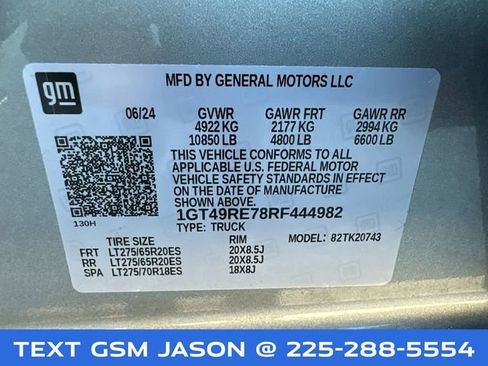 gm
MFD BY GENERAL MOTORS LLC
06/24 GVWR GAWR FRT GAWR RR
4922 KG 2177 KG 2994 KG
10850 LB 4800 LB 6600 LB
THIS VEHICLE CONFORMS TO ALL
APPLICABLE U.S. FEDERAL MOTOR
VEHICLE SAFETY STANDARDS IN EFFECT
ON THE DATE OF MANUFACTURE
SHOWN ABOVE.
1GT49RE78RF444982
130H TYPE: TRUCK
TIRE SIZE RIM MODEL: 82TK20743
FRT LT275/65R20ES 20X8.5J
RR LT275/65R20ES 20X8.5J
SPA LT275/70R18ES 18X8J
TEXT GSM JASON @ 225-288-5554